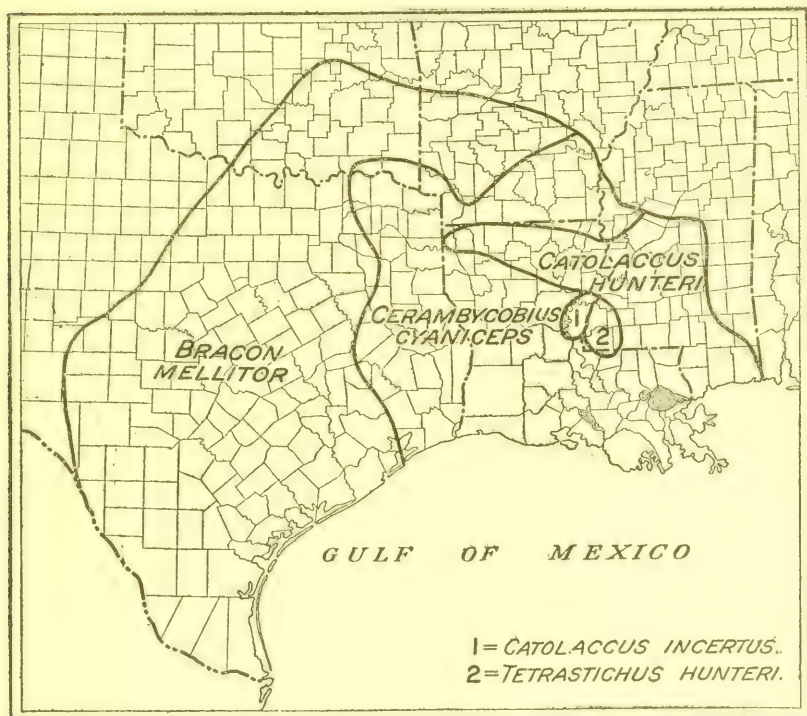 CATOLACCUS
HUNTERI
CERAMBYCOBIUS
CYANICEPS
1
2
BRACON
MELLITOR
GULF OF MEXICO
1=CATOLACCUS INCERTUS.
2=TETRASTICHUS HUNTERI.